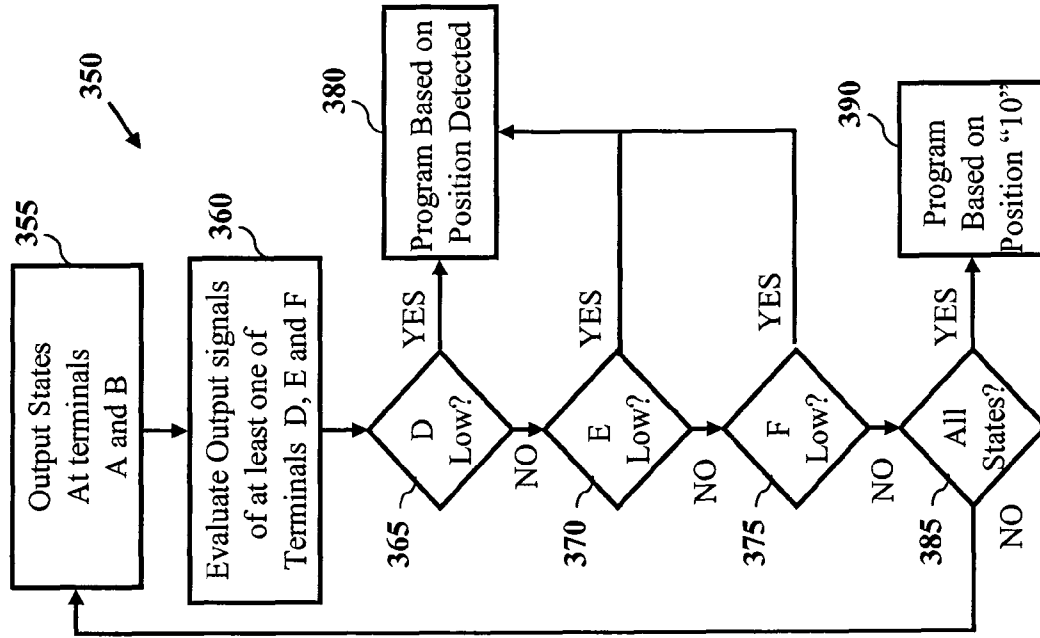 350
355
Output States
At terminals
A and B
360
Evaluate Output signals
of at least one of
Terminals D, E and F
365
D
Low?
YES
NO
380
Program Based on
Position Detected
370
E
Low?
YES
NO
375
F
Low?
YES
NO
385
All
States?
YES
NO
390
Program
Based on
Position “10”